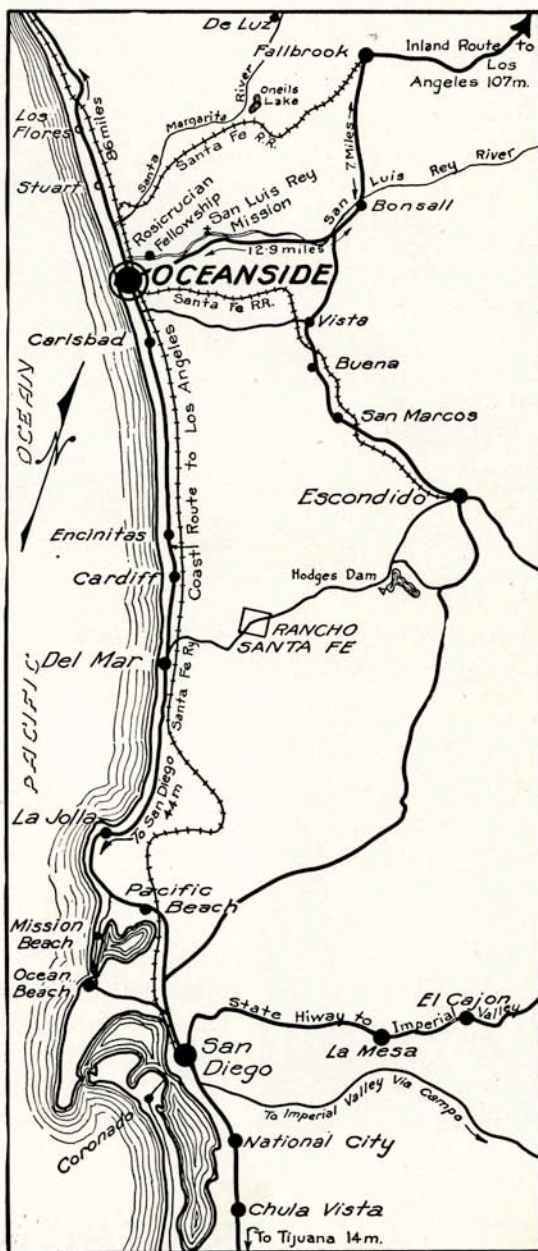 De Luz
Fallbrook
Inland Route to
Los
Angeles 107m.
Oneils
Lake
Santa Margarita River
Santa Fe R.R.
86 miles
Los
Flores
Stuart
7. Miles
San Luis Rey River
Bonsall
Rosicrucian
Fellowship
San Luis Rey
Mission
12.9 miles
OCEANSIDE
Santa Fe RR.
Vista
Carlsbad
Buena
San Marcos
Escondido
PACIFIC OCEAN
N
Coast Route to Los Angeles
Encinitas
Cardiff
Hodges Dam
RANCHO
SANTA FE
Del Mar
Santa Fe Ry
La Jolla
To San Diego
44m
Pacific
Beach
Mission
Beach
Ocean
Beach
State Hiway to Imperial Valley
El Cajon
La Mesa
San
Diego
To Imperial Valley Via Campo
Coronado
National City
Chula Vista
To Tijuana 14m.